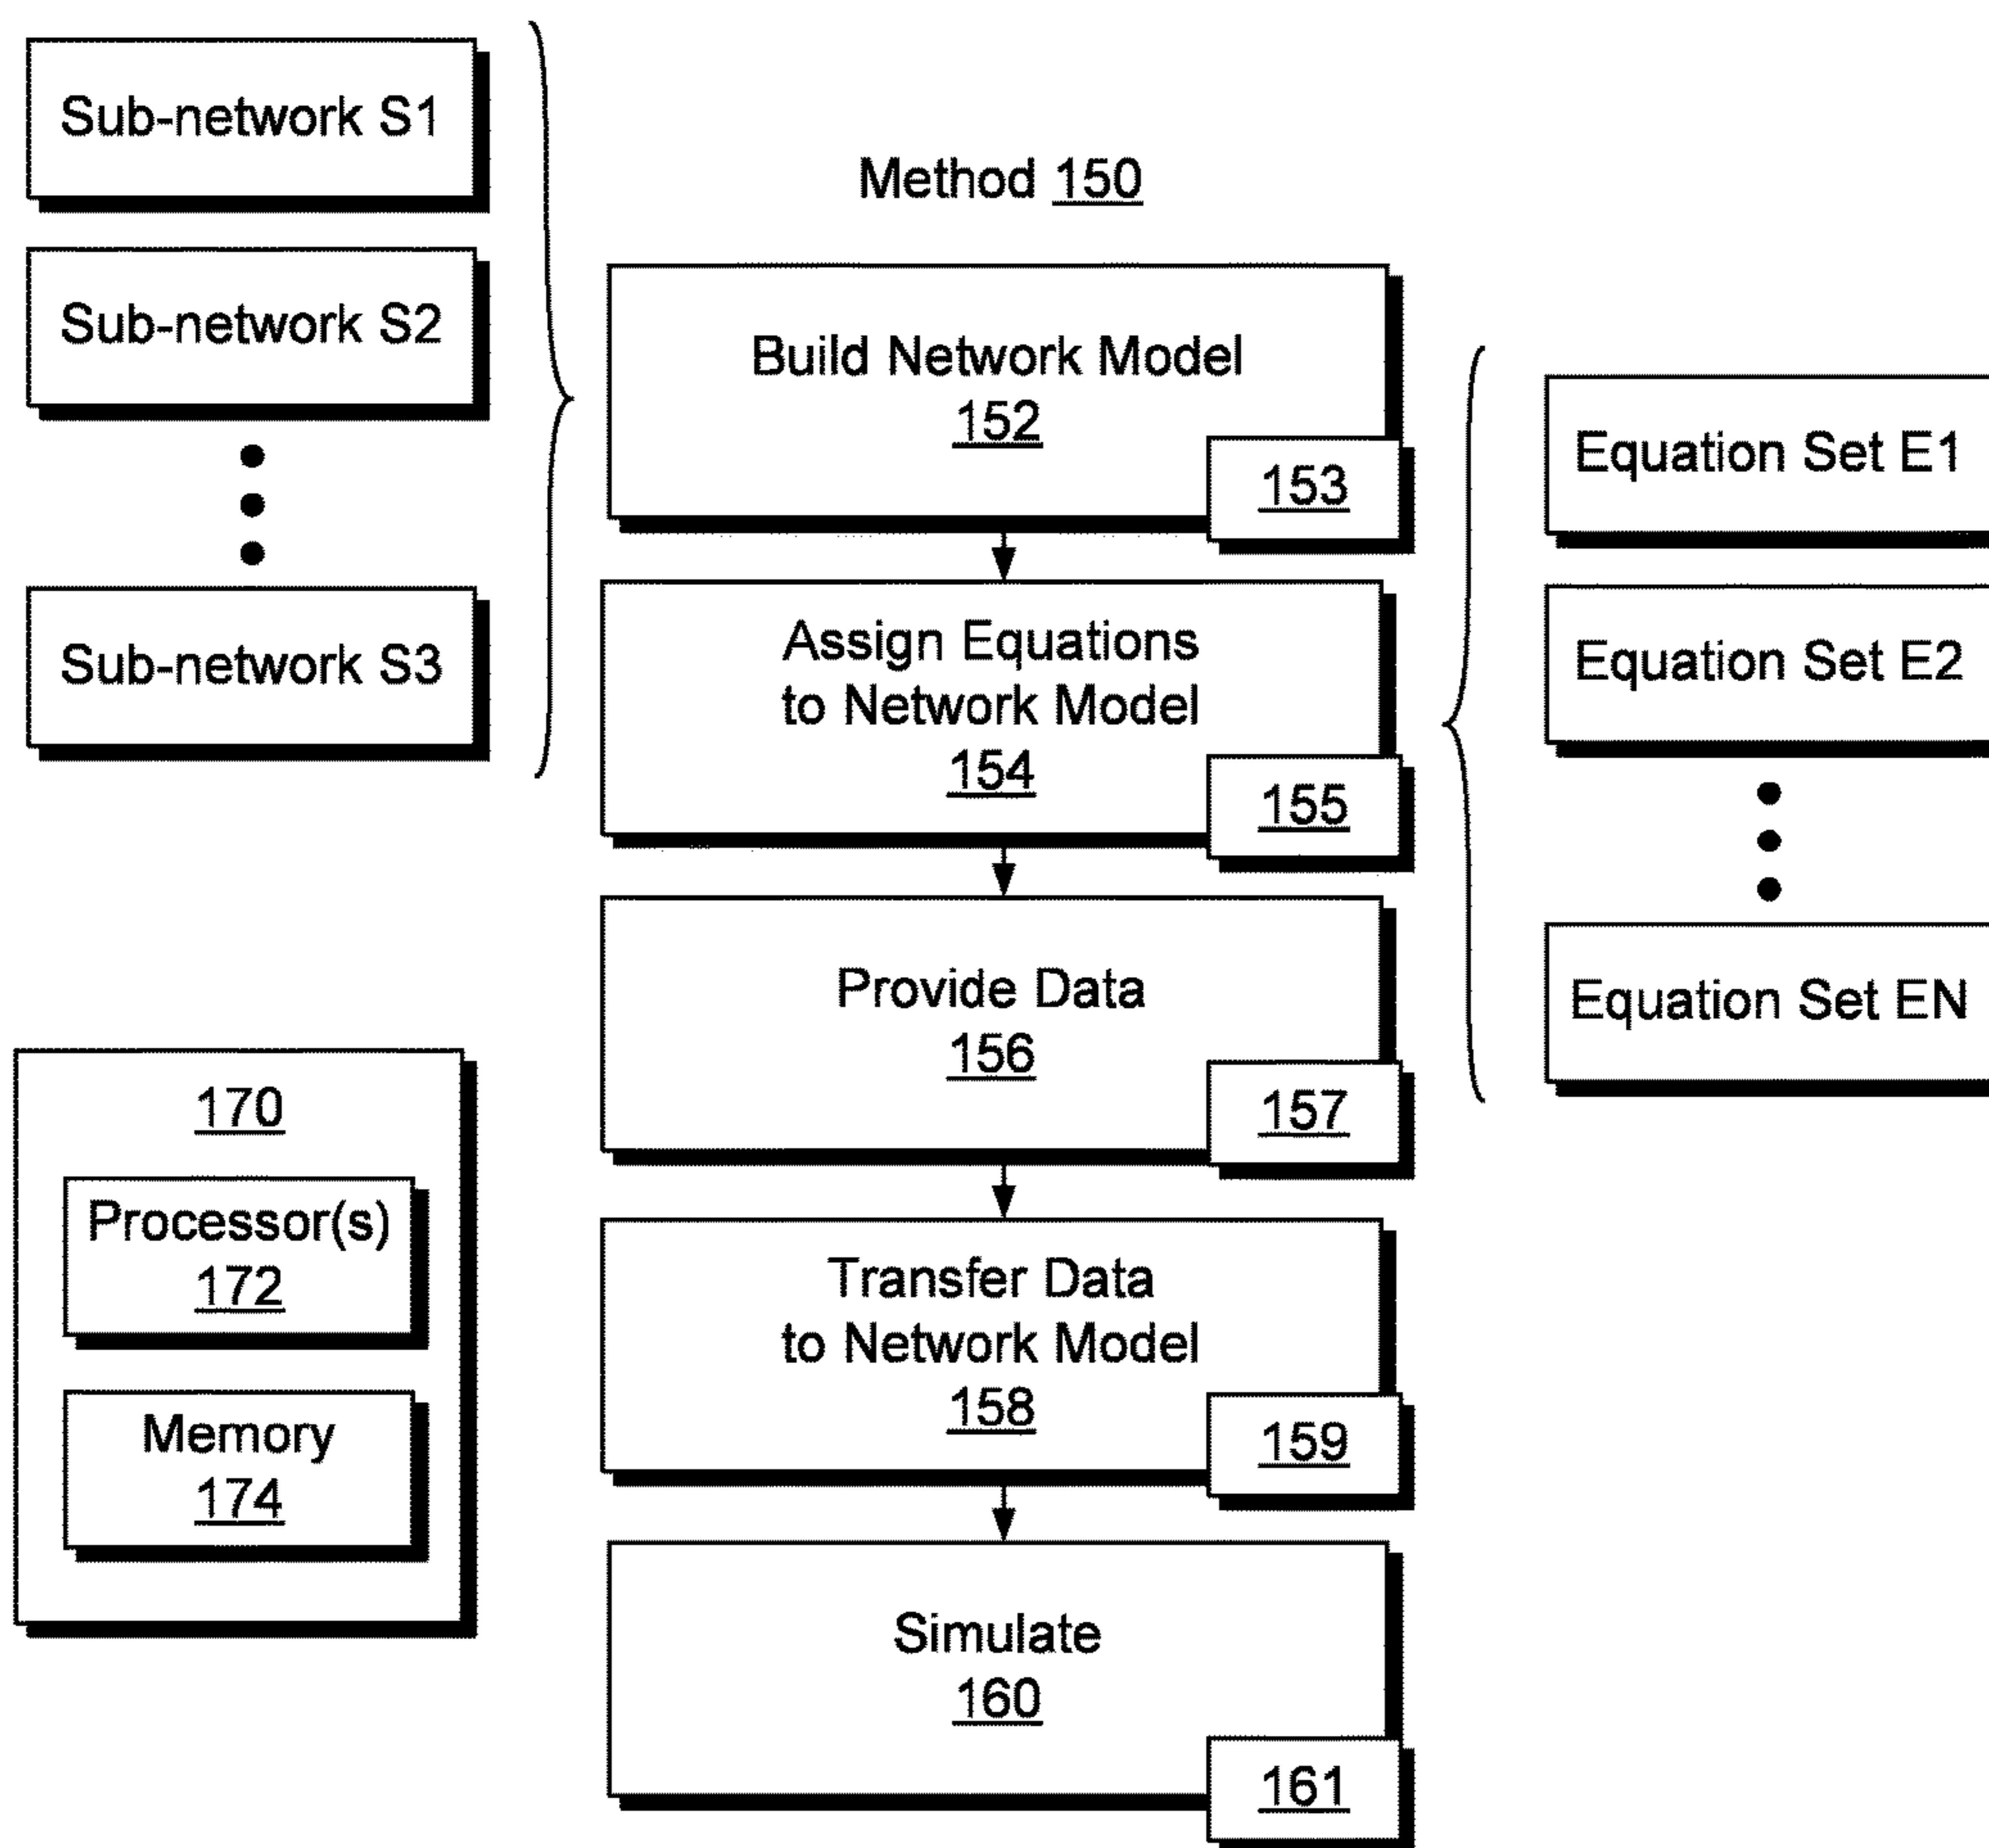 Sub-network S1
Sub-network S2
Sub-network S3
Method 150
Build Network Model
152
153
Assign Equations
to Network Model
154
155
Provide Data
156
157
Transfer Data
to Network Model
158
159
Simulate
160
161
Equation Set E1
Equation Set E2
Equation Set EN
170
Processor(s)
172
Memory
174